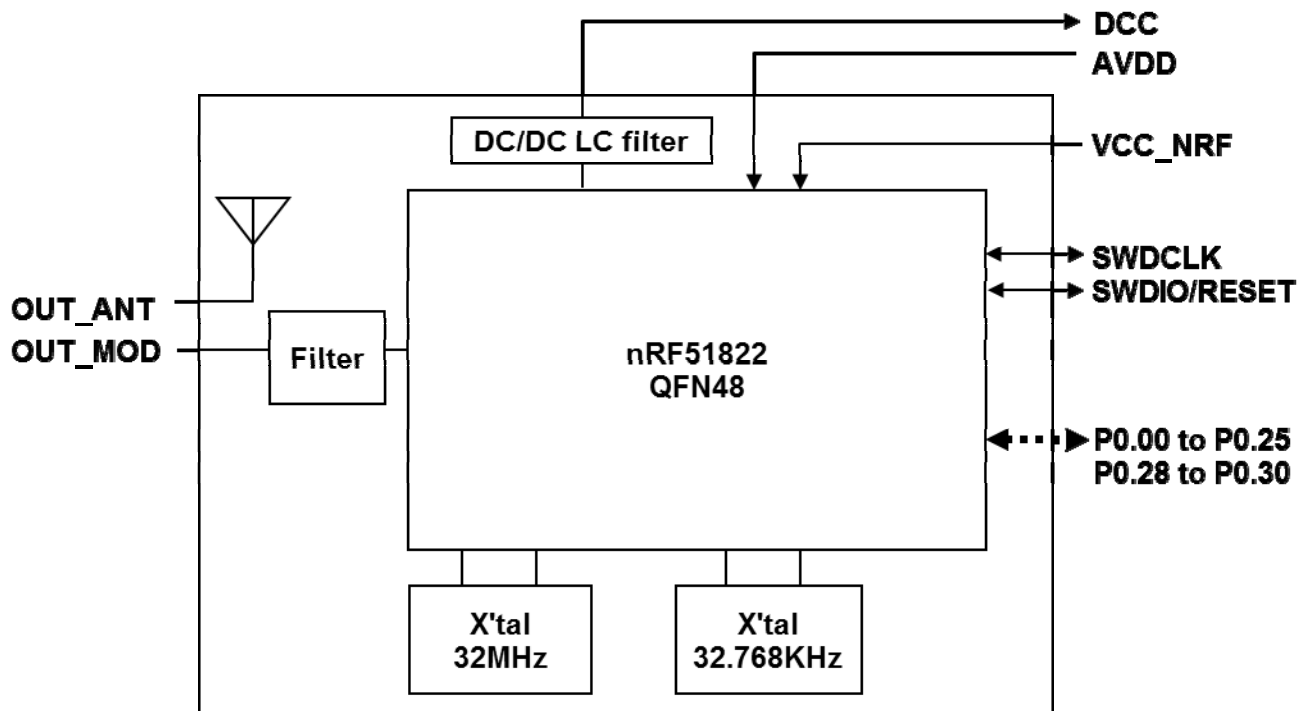 DCC
AVDD
DC/DC LC filter
VCC_NRF
SWDCLK
SWDIO/RESET
OUT_ANT
OUT_MOD
Filter
nRF51822
QFN48
P0.00 to P0.25
P0.28 to P0.30
X'tal
32MHz
X'tal
32.768KHz